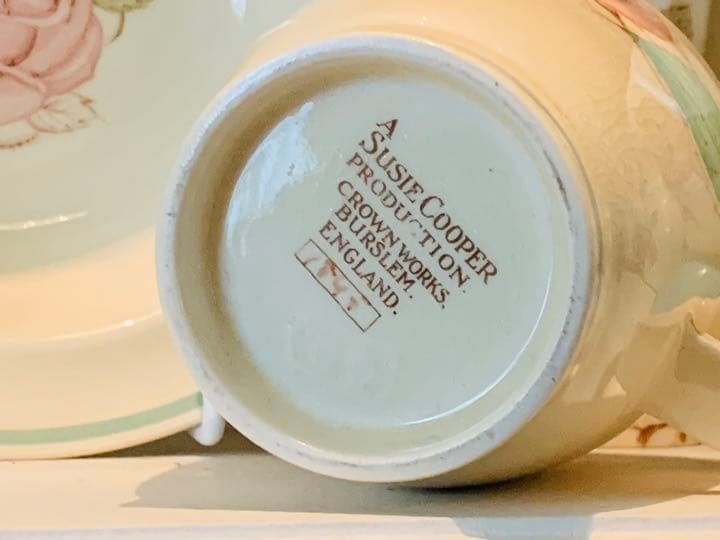 A
SUSIE COOPER
PRODUCTION
CROWN WORKS.
BURSLEM.
ENGLAND.